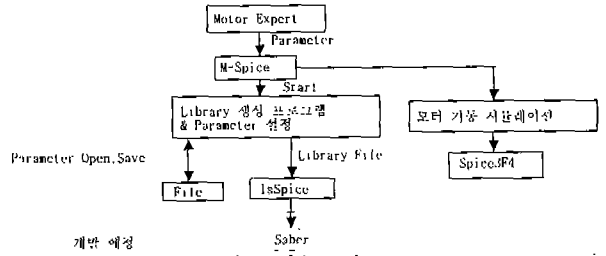 Motor Expert
Parameter
M-Spice
Start
Library 생성 프로그램
& Parameter 설정
모터 기동 시뮬레이션
Parameter Open,Save
Library File
Spice3F4
File
IsSpice
개발 예정
Saber